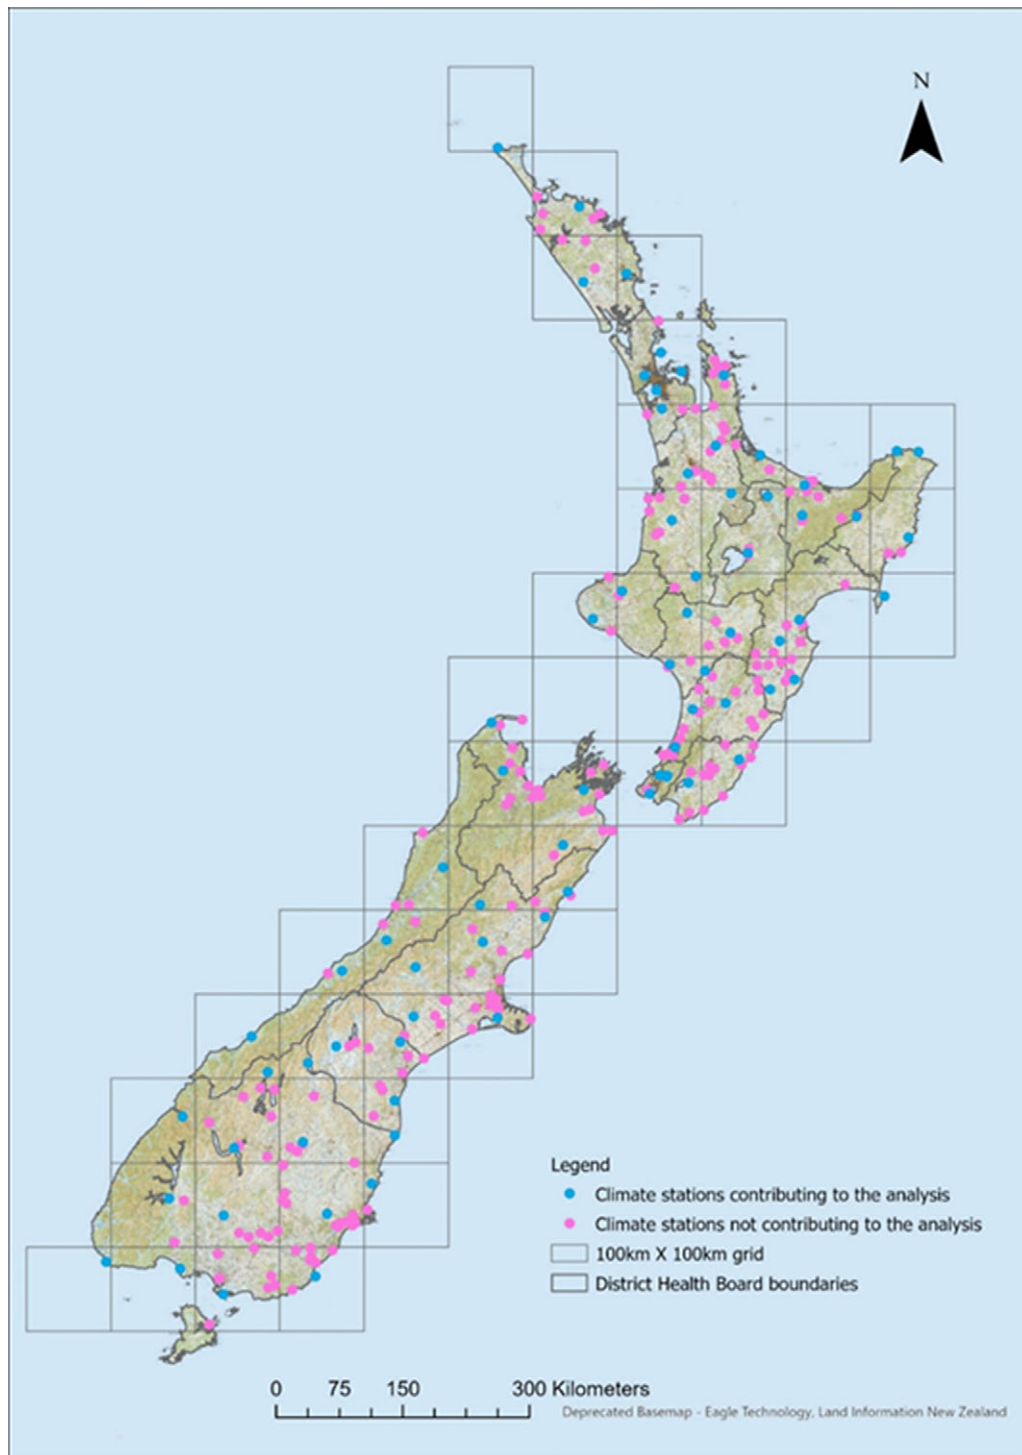 N
Legend
Climate stations contributing to the analysis
Climate stations not contributing to the analysis
100km X 100km grid
District Health Board boundaries
0 75 150 300 Kilometers
Deprecated Basemap - Eagle Technology, Land Information New Zealand